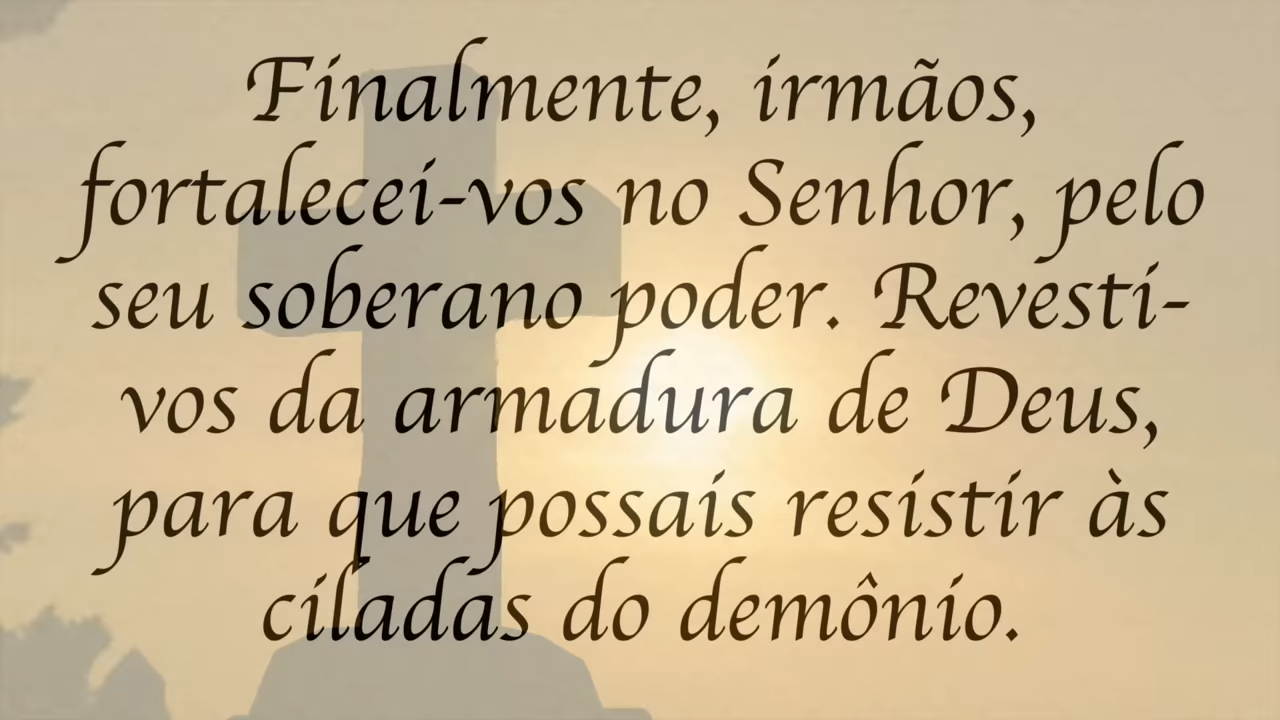 Finalmente, irmãos,
fortalecei-vos no Senhor, pelo
seu soberano poder. Revesti-
vos da armadura de Deus,
para que possais resistir às
ciladas do demônio.